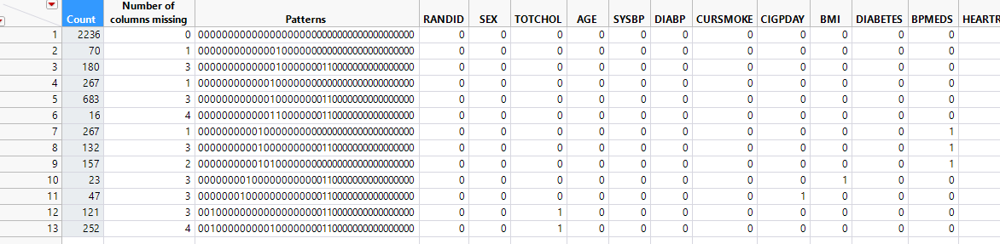 Count Number of columns missing Patterns RANDID SEX TOTCHOL AGE SYSBP DIABP CURSMOKE CIGPDAY BMI DIABETES BPMEDS HEARTR
1 2236 0 000000000000000000000000000000000000000 0 0 0 0 0 0 0 0 0 0 0
2 70 1 000000000000010000000000000000000000000 0 0 0 0 0 0 0 0 0 0 0
3 180 3 000000000000010000000110000000000000000 0 0 0 0 0 0 0 0 0 0 0
4 267 1 000000000000100000000000000000000000000 0 0 0 0 0 0 0 0 0 0 0
5 683 3 000000000000100000000110000000000000000 0 0 0 0 0 0 0 0 0 0 0
6 16 4 000000000000110000000110000000000000000 0 0 0 0 0 0 0 0 0 0 0
7 267 1 000000000010000000000000000000000000000 0 0 0 0 0 0 0 0 0 0 1
8 132 3 000000000010000000000110000000000000000 0 0 0 0 0 0 0 0 0 0 1
9 157 2 000000000010100000000000000000000000000 0 0 0 0 0 0 0 0 0 0 1
10 23 3 000000001000000000000110000000000000000 0 0 0 0 0 0 0 0 1 0 0
11 47 3 000000010000000000000110000000000000000 0 0 0 0 0 0 0 1 0 0 0
12 121 3 001000000000000000000110000000000000000 0 0 1 0 0 0 0 0 0 0 0
13 252 4 001000000000100000000110000000000000000 0 0 1 0 0 0 0 0 0 0 0